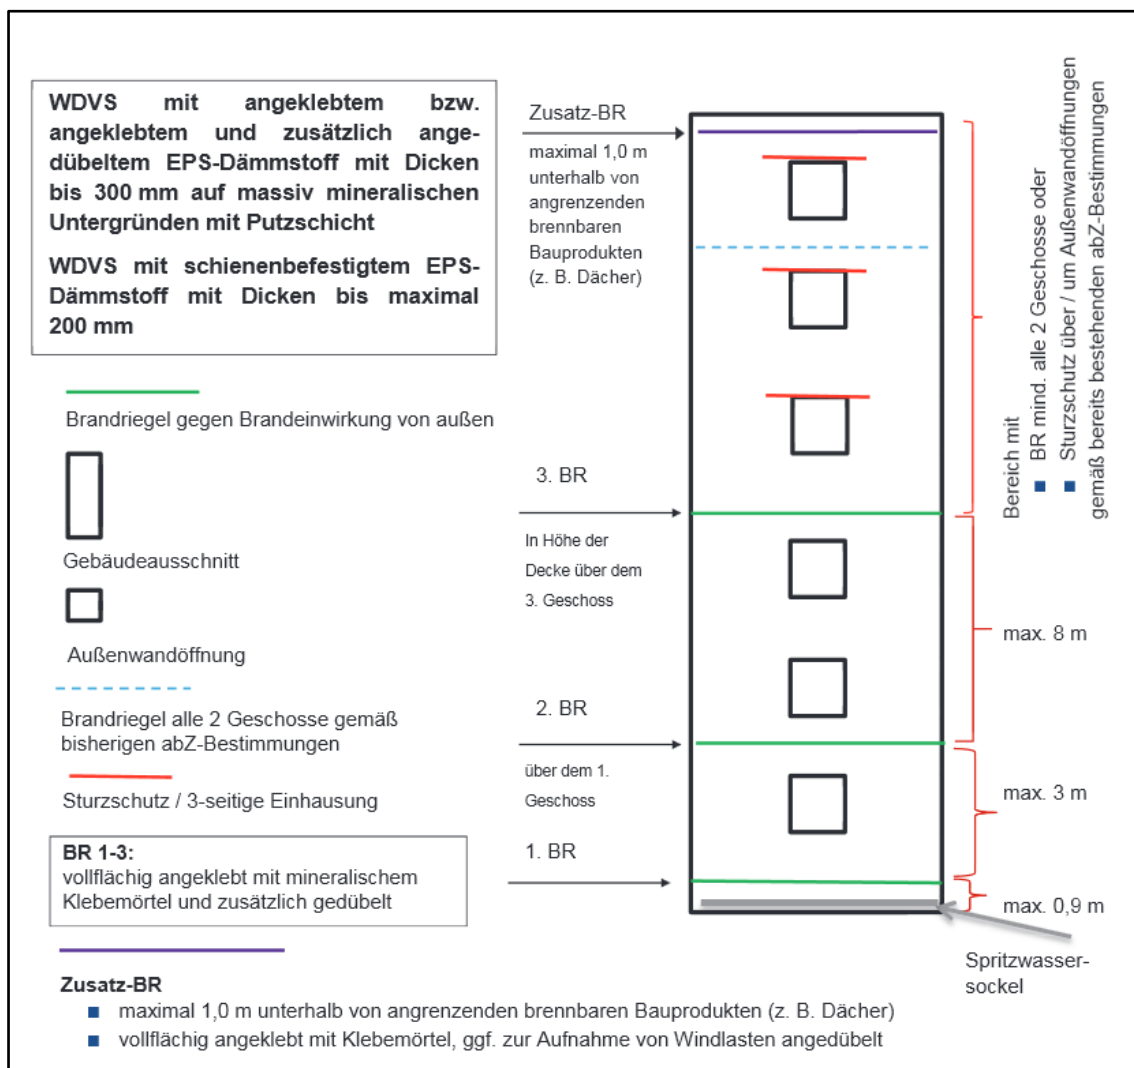 WDVS mit angeklebtem bzw.
angeklebtem und zusätzlich ange-
dübeltem EPS-Dämmstoff mit Dicken
bis 300 mm auf massiv mineralischen
Untergründen mit Putzschicht
WDVS mit schienenbefestigtem EPS-
Dämmstoff mit Dicken bis maximal
200 mm
Brandriegel gegen Brandeinwirkung von außen
Gebäudeausschnitt
Außenwandöffnung
Brandriegel alle 2 Geschosse gemäß
bisherigen abZ-Bestimmungen
Sturzschutz / 3-seitige Einhausung
BR 1-3:
vollflächig angeklebt mit mineralischem
Klebemörtel und zusätzlich gedübelt
Zusatz-BR
maximal 1,0 m
unterhalb von
angrenzenden
brennbaren
Bauprodukten
(z. B. Dächer)
3. BR
In Höhe der
Decke über dem
3. Geschoss
2. BR
über dem 1.
Geschoss
1. BR
Bereich mit
■ BR mind. alle 2 Geschosse oder
■ Sturzschutz über / um Außenwandöffnungen
gemäß bereits bestehenden abZ-Bestimmungen
max. 8 m
max. 3 m
max. 0,9 m
Spritzwasser-
sockel
Zusatz-BR
■ maximal 1,0 m unterhalb von angrenzenden brennbaren Bauprodukten (z. B. Dächer)
■ vollflächig angeklebt mit Klebemörtel, ggf. zur Aufnahme von Windlasten angedübelt